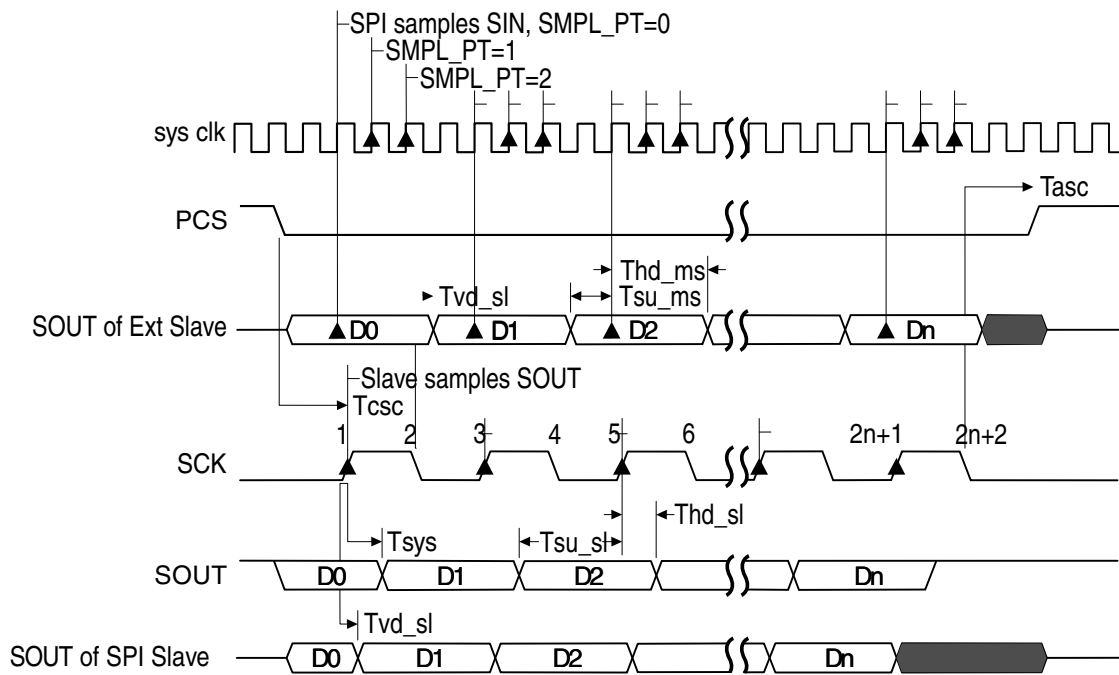 SPI samples SIN, SMPL_PT=0
SMPL_PT=1
SMPL_PT=2
sys clk
Tasc
PCS
Thd_ms
Tvd_sl Tsu_ms
SOUT of Ext Slave D0 D1 D2 Dn
Slave samples SOUT
Tcsc
1 2 3 4 5 6 2n+1 2n+2
SCK
Thd_sl
Tsys Tsu_sl
SOUT D0 D1 D2 Dn
Tvd_sl
SOUT of SPI Slave D0 D1 D2 Dn